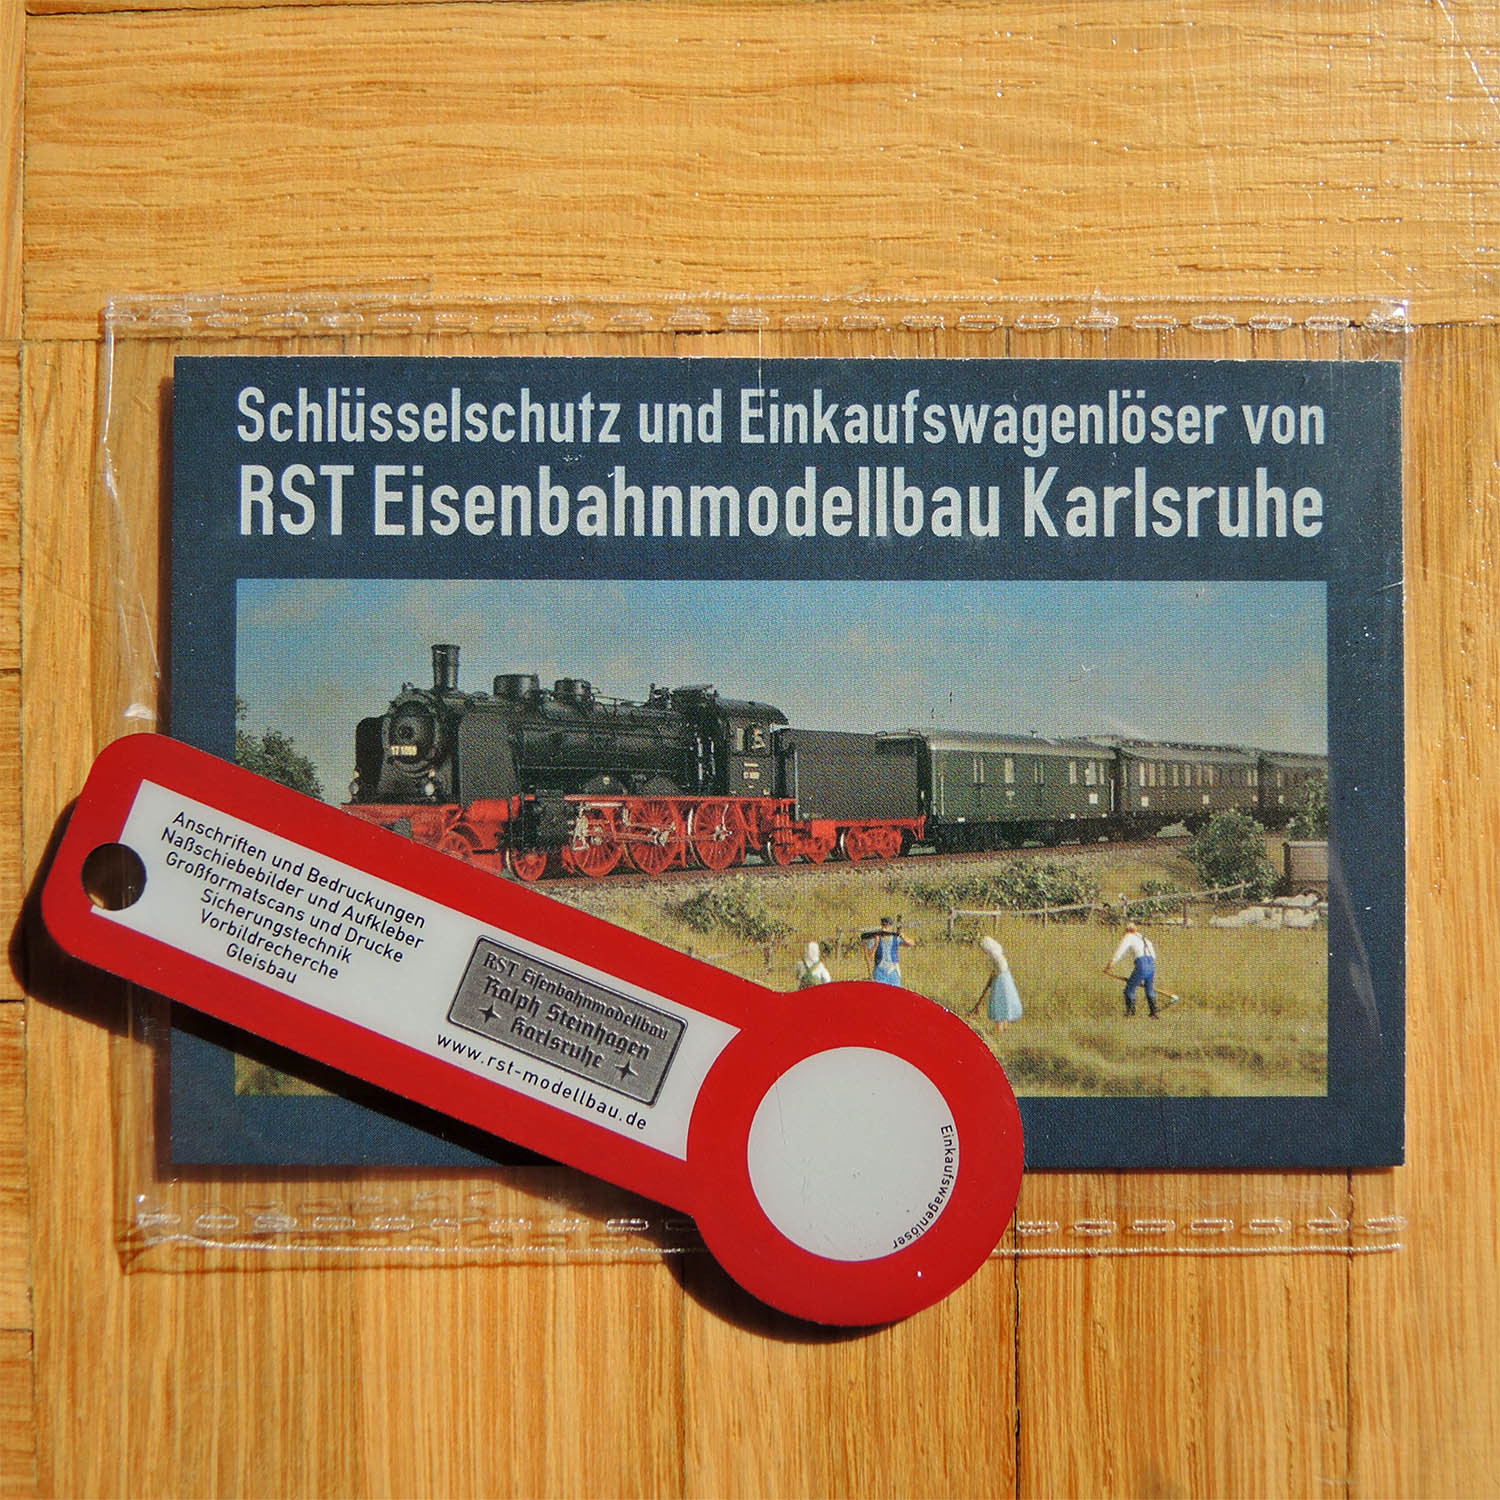 Schlüsselschutz und Einkaufswagenlöser von
RST Eisenbahnmodellbau Karlsruhe
Anschriften und Bedruckungen
Naßschiebebilder und Aufkleber
Großformatscans und Drucke
Sicherungstechnik
Vorbildrecherche
Gleisbau
RST Eisenbahnmodellbau
Ralph Steinhagen
Karlsruhe
www.rst-modellbau.de
Einkaufswagenlöser